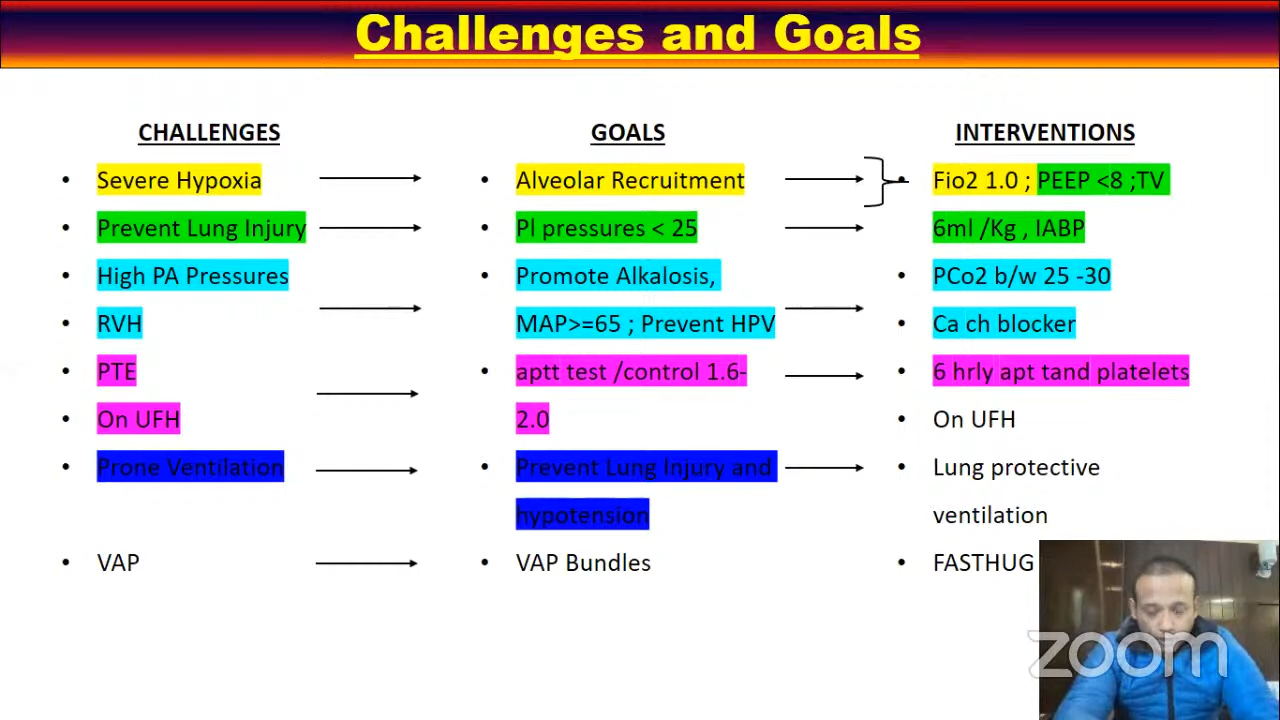 Challenges and Goals
CHALLENGES GOALS INTERVENTIONS
• Severe Hypoxia • Alveolar Recruitment • Fio2 1.0 ; PEEP <8 ;TV
• Prevent Lung Injury • Pl pressures < 25 6ml /Kg , IABP
• High PA Pressures • Promote Alkalosis, • PCo2 b/w 25 -30
• RVH MAP>=65 ; Prevent HPV • Ca ch blocker
• PTE • aptt test /control 1.6- • 6 hrly apt tand platelets
• On UFH 2.0 • On UFH
• Prone Ventilation • Prevent Lung Injury and • Lung protective
hypotension ventilation
• VAP • VAP Bundles • FASTHUG
zoom